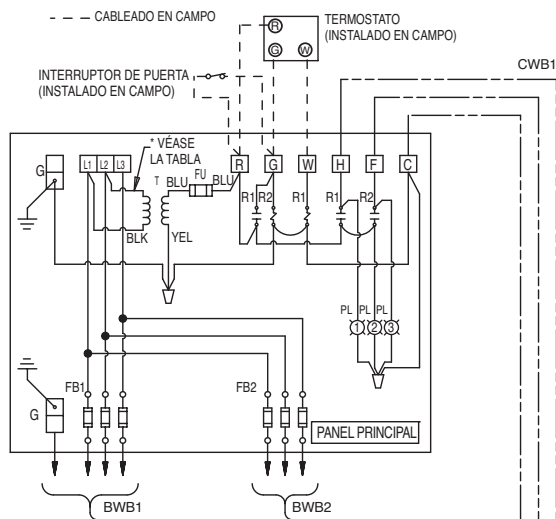 CABLEADO EN CAMPO
TERMOSTATO
(INSTALADO EN CAMPO)
R
G
W
INTERRUPTOR DE PUERTA
(INSTALADO EN CAMPO)
CWB1
* VÉASE
LA TABLA
G
L1 L2 L3
T
BLU
FU
BLU
BLK
YEL
R
G
W
H
F
C
R1 R2
R1
R1
R2
PL PL PL
1 2 3
FB1
FB2
G
PANEL PRINCIPAL
BWB1
BWB2